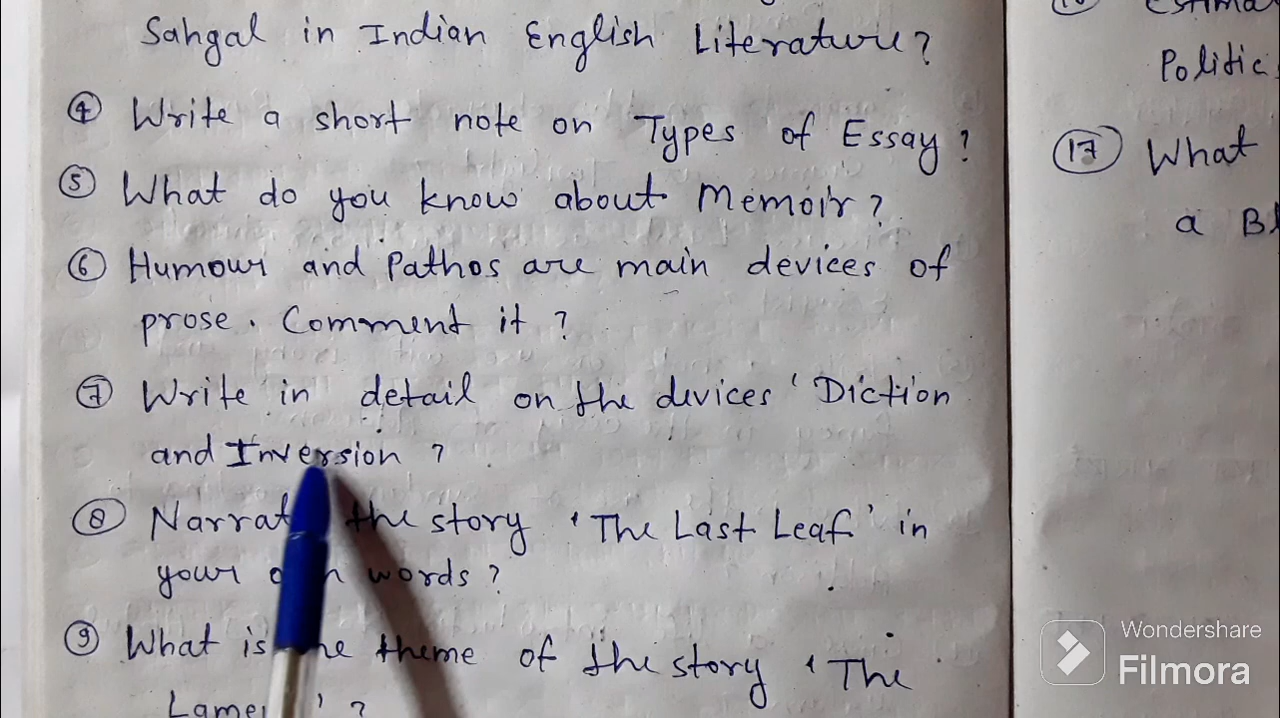 Sahgal in Indian English Literature?
④ Write a short note on Types of Essay?
⑤ What do you know about Memoir?
⑥ Humour and Pathos are main devices of
prose. Comment it?
⑦ Write in detail on the devices 'Diction
and Inversion?
⑧ the story 'The Last Leaf' in
your words?
⑨ What is theme of the story 'The
' ?
Politic
⑰ What
a
Wondershare
Filmora